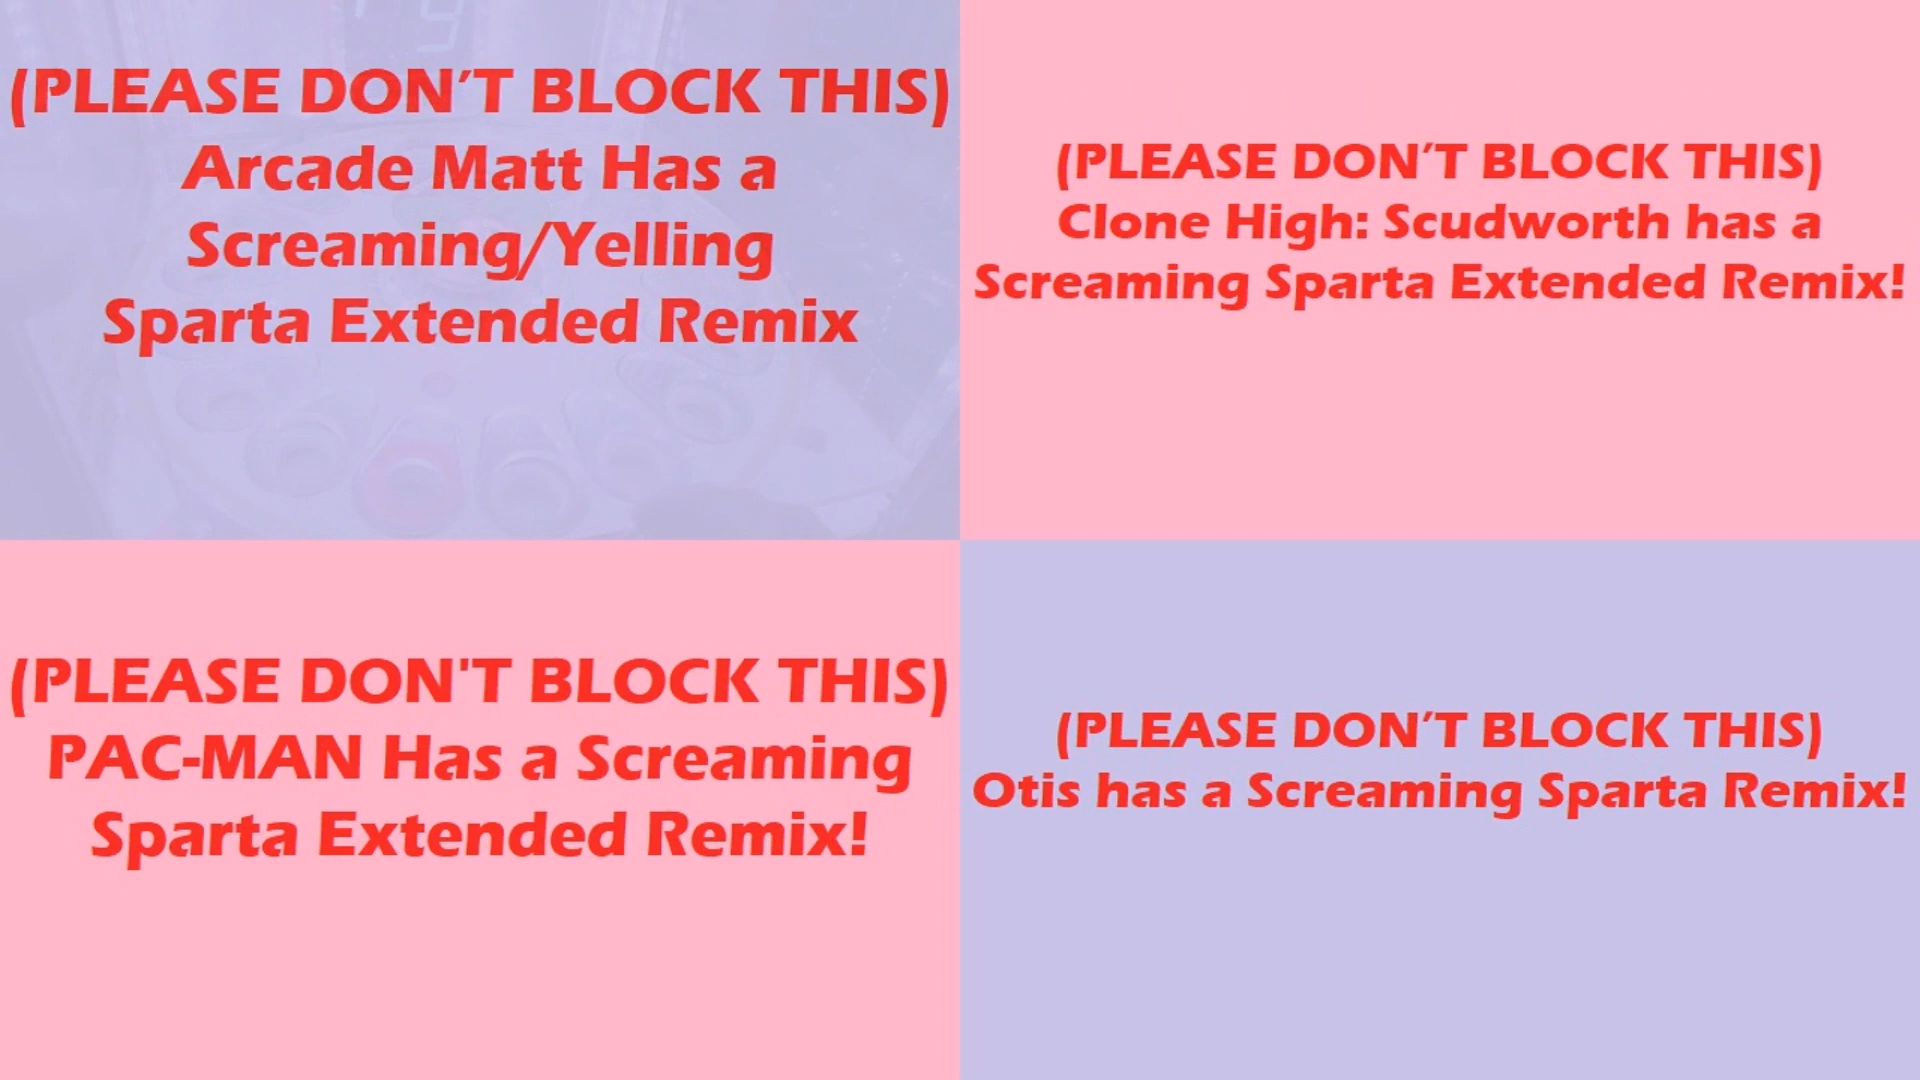 (PLEASE DON’T BLOCK THIS)
Arcade Matt Has a
Screaming/Yelling
Sparta Extended Remix
(PLEASE DON’T BLOCK THIS)
Clone High: Scudworth has a
Screaming Sparta Extended Remix!
(PLEASE DON'T BLOCK THIS)
PAC-MAN Has a Screaming
Sparta Extended Remix!
(PLEASE DON’T BLOCK THIS)
Otis has a Screaming Sparta Remix!